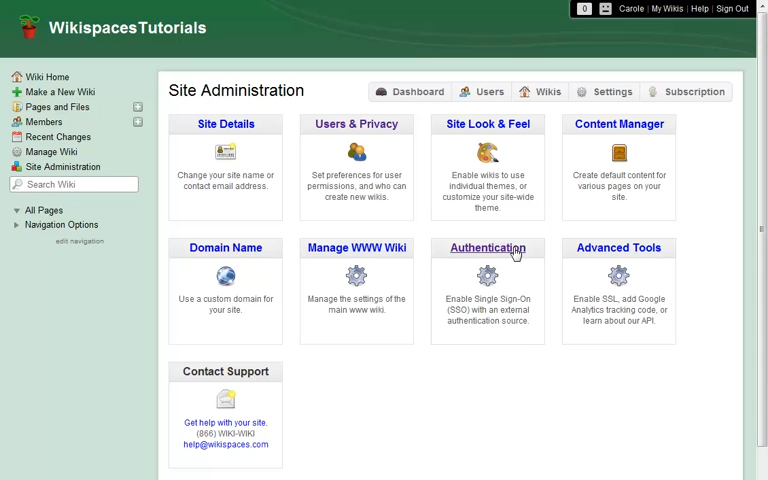 0 Carole | My Wikis | Help | Sign Out
WikispacesTutorials
Wiki Home
Make a New Wiki
Pages and Files
Members
Recent Changes
Manage Wiki
Site Administration
Search Wiki
All Pages
Navigation Options
edit navigation
Site Administration
Dashboard Users Wikis Settings Subscription
Site Details
Change your site name or
contact email address.
Users & Privacy
Set preferences for user
permissions, and who can
create new wikis.
Site Look & Feel
Enable wikis to use
individual themes, or
customize your site-wide
theme.
Content Manager
Create default content for
various pages on your
site.
Domain Name
Use a custom domain for
your site.
Manage WWW Wiki
Manage the settings of the
main www wiki.
Authentication
Enable Single Sign-On
(SSO) with an external
authentication source.
Advanced Tools
Enable SSL, add Google
Analytics tracking code, or
learn about our API.
Contact Support
Get help with your site.
(866) WIKI-WIKI
help@wikispaces.com